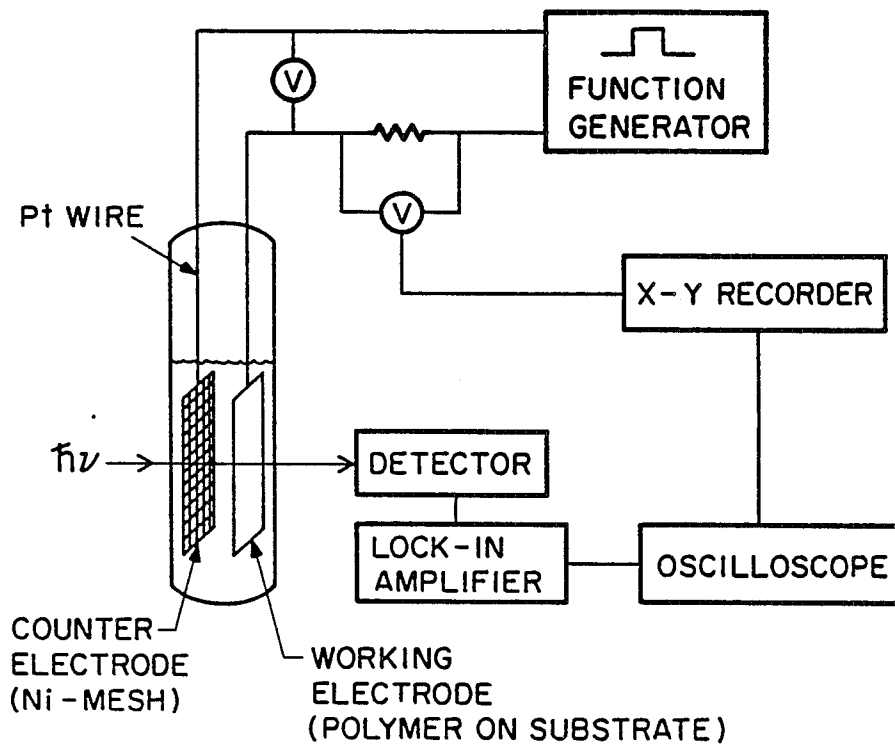 FUNCTION
GENERATOR
V
V
Pt WIRE
X-Y RECORDER
ħν
DETECTOR
LOCK-IN
AMPLIFIER
OSCILLOSCOPE
COUNTER
ELECTRODE
(Ni-MESH)
WORKING
ELECTRODE
(POLYMER ON SUBSTRATE)